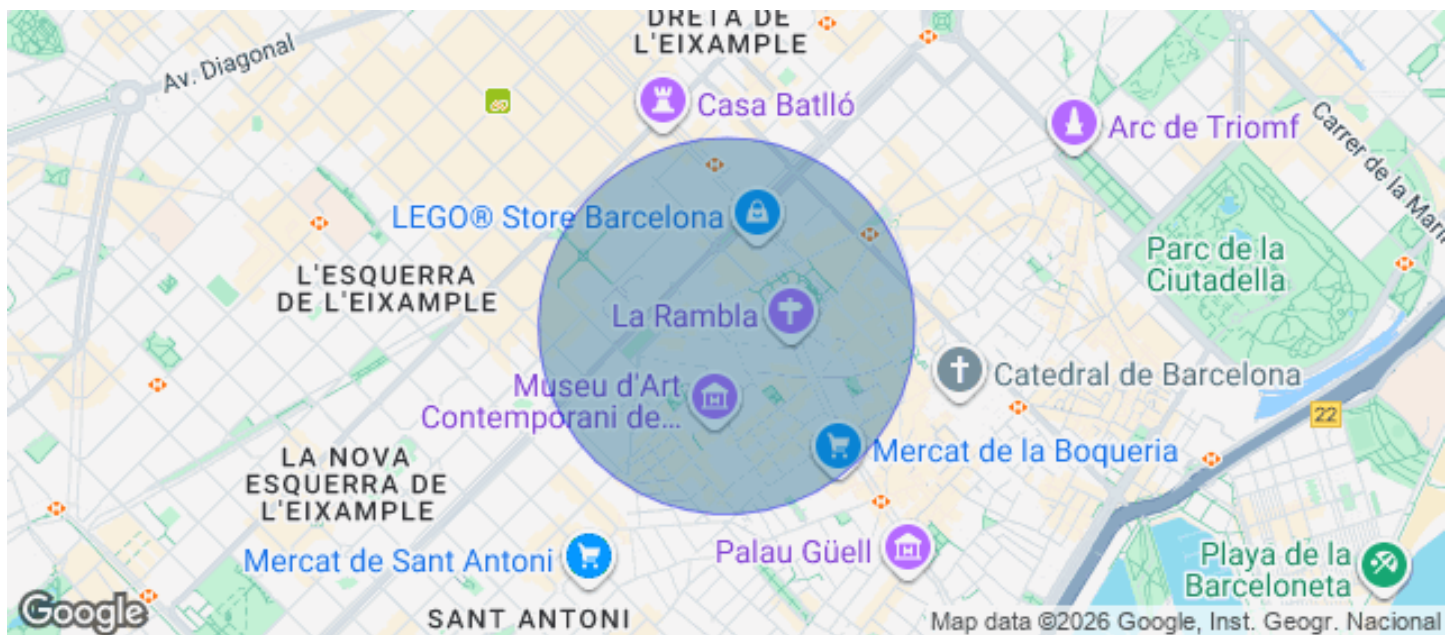 DRETA DE
L'EIXAMPLE
Av. Diagonal
Casa Batlló
Arc de Triomf
Carrer de la Marina
LEGO® Store Barcelona
Parc de la
Ciutadella
L'ESQUERRA
DE L'EIXAMPLE
La Rambla
Catedral de Barcelona
Museu d'Art
Contemporani de...
22
Mercat de la Boqueria
LA NOVA
ESQUERRA DE
L'EIXAMPLE
Mercat de Sant Antoni
Palau Güell
Playa de la
Barceloneta
SANT ANTONI
Google
Map data ©2026 Google, Inst. Geogr. Nacional